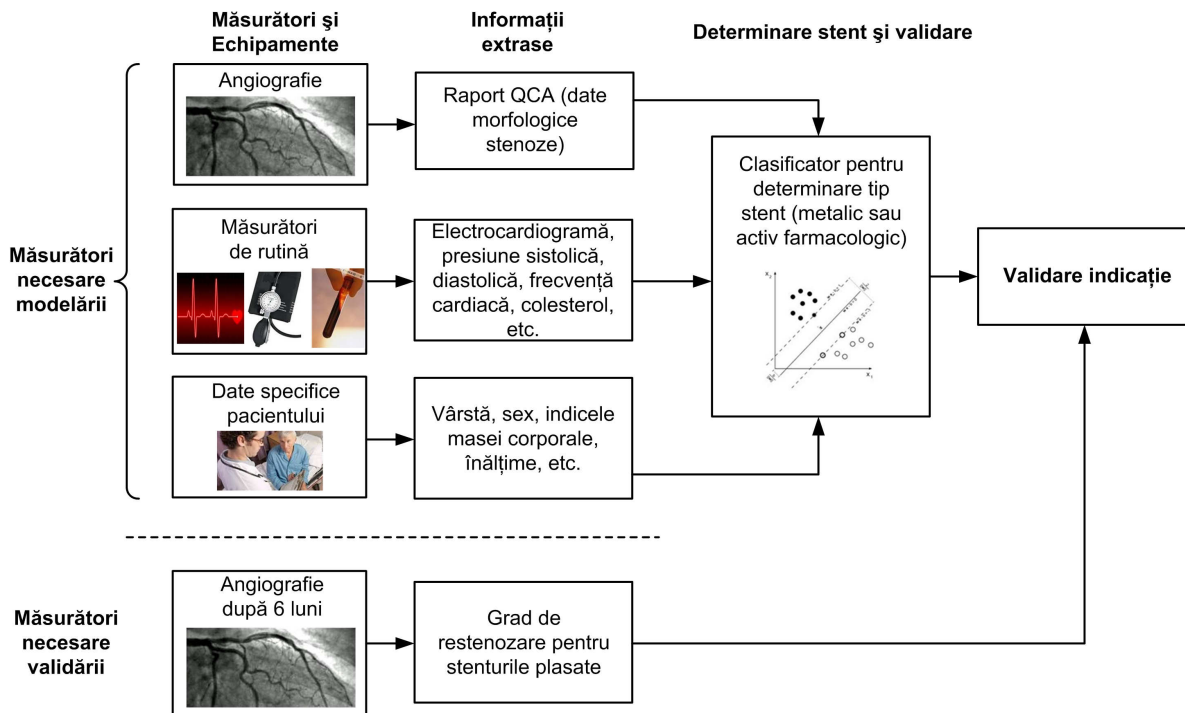 Măsurători şi
Echipamente
Informații
extrase
Determinare stent şi validare
Măsurători
necesare
modelării
Angiografie
Raport QCA (date
morfologice
stenoze)
Măsurători
de rutină
Electrocardiogramă,
presiune sistolică,
diastolică, frecvență
cardiacă, colesterol,
etc.
Date specifice
pacientului
Vârstă, sex, indicele
masei corporale,
înălțime, etc.
Clasificator pentru
determinare tip
stent (metalic sau
activ farmacologic)
X₂
X₁
Validare indicație
Măsurători
necesare
validării
Angiografie
după 6 luni
Grad de
restenozare pentru
stenturile plasate